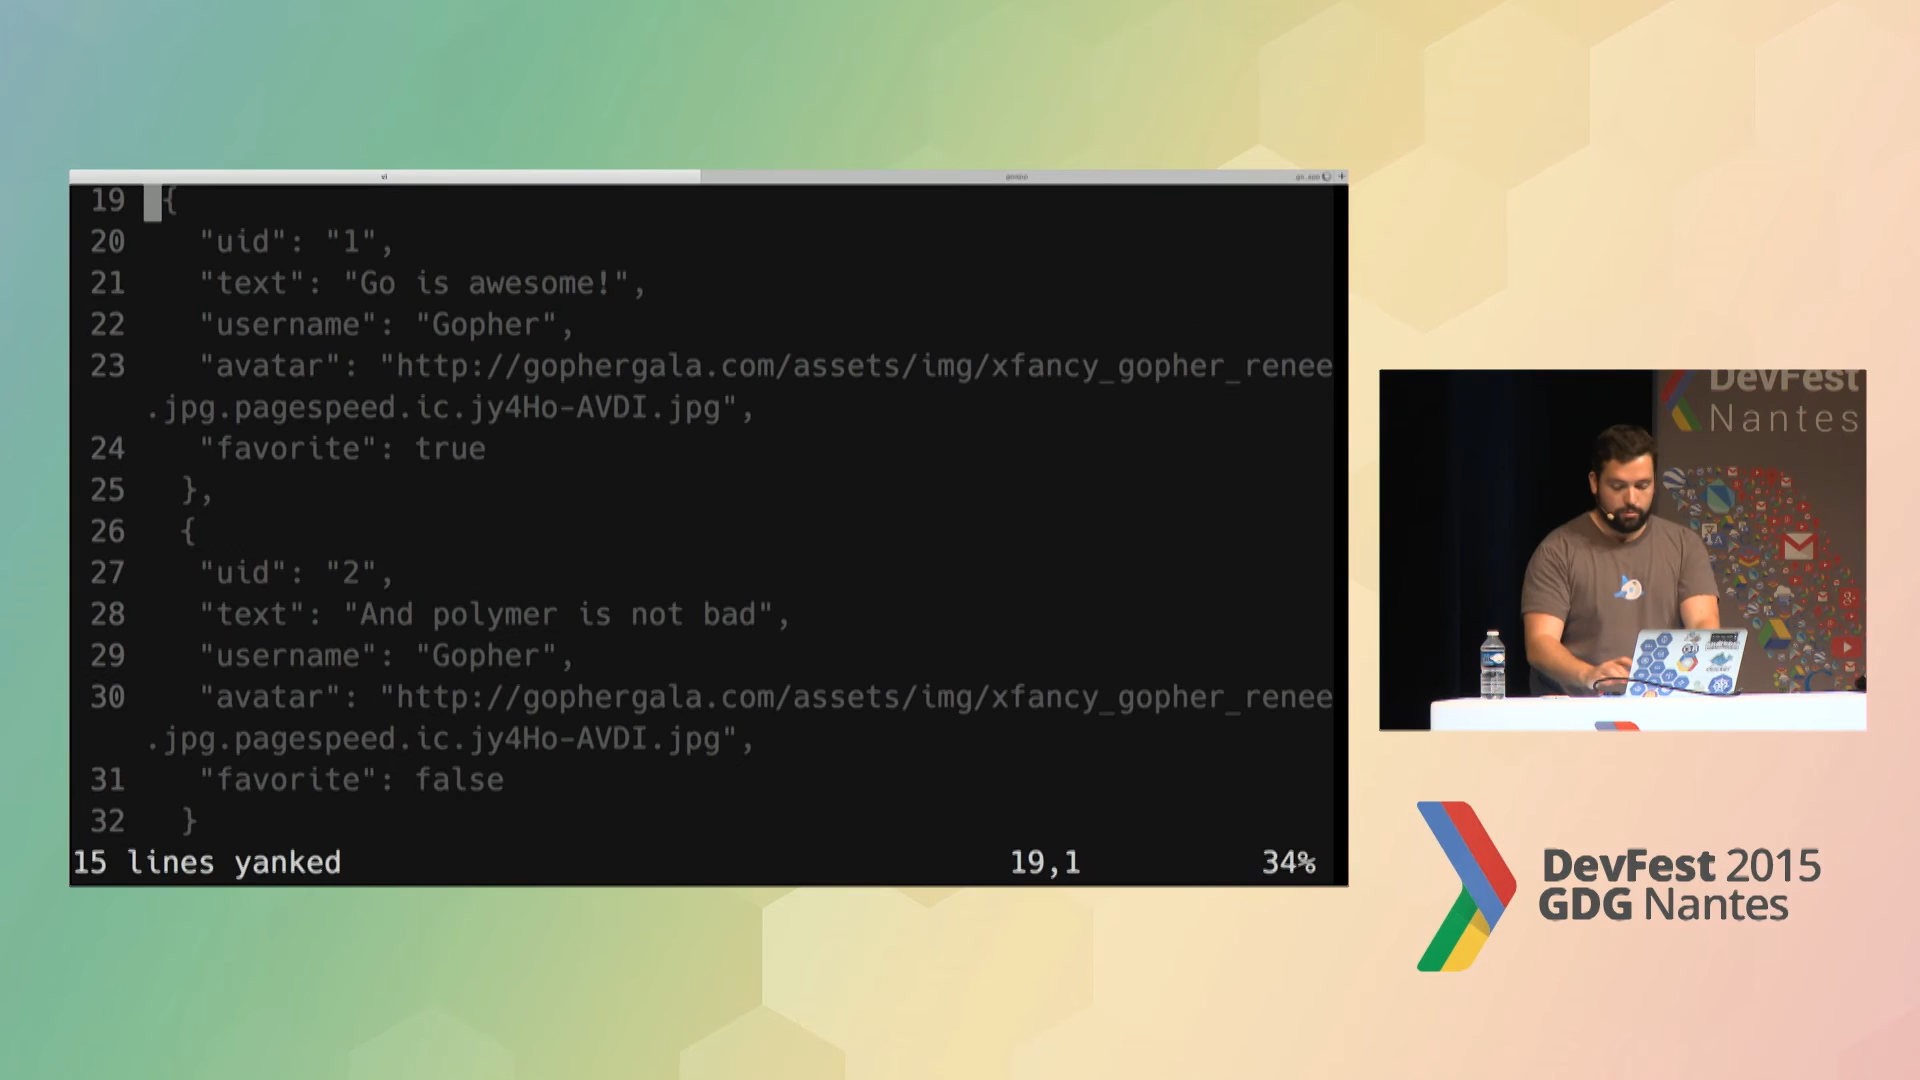 vi
19 {
20 "uid": "1",
21 "text": "Go is awesome!",
22 "username": "Gopher",
23 "avatar": "http://gophergala.com/assets/img/xfancy_gopher_renee
.jpg.pagespeed.ic.jy4Ho-AVDI.jpg",
24 "favorite": true
25 },
26 {
27 "uid": "2",
28 "text": "And polymer is not bad",
29 "username": "Gopher",
30 "avatar": "http://gophergala.com/assets/img/xfancy_gopher_renee
.jpg.pagespeed.ic.jy4Ho-AVDI.jpg",
31 "favorite": false
32 }
15 lines yanked 19,1 34%
DevFest
Nantes
DevFest 2015
GDG Nantes